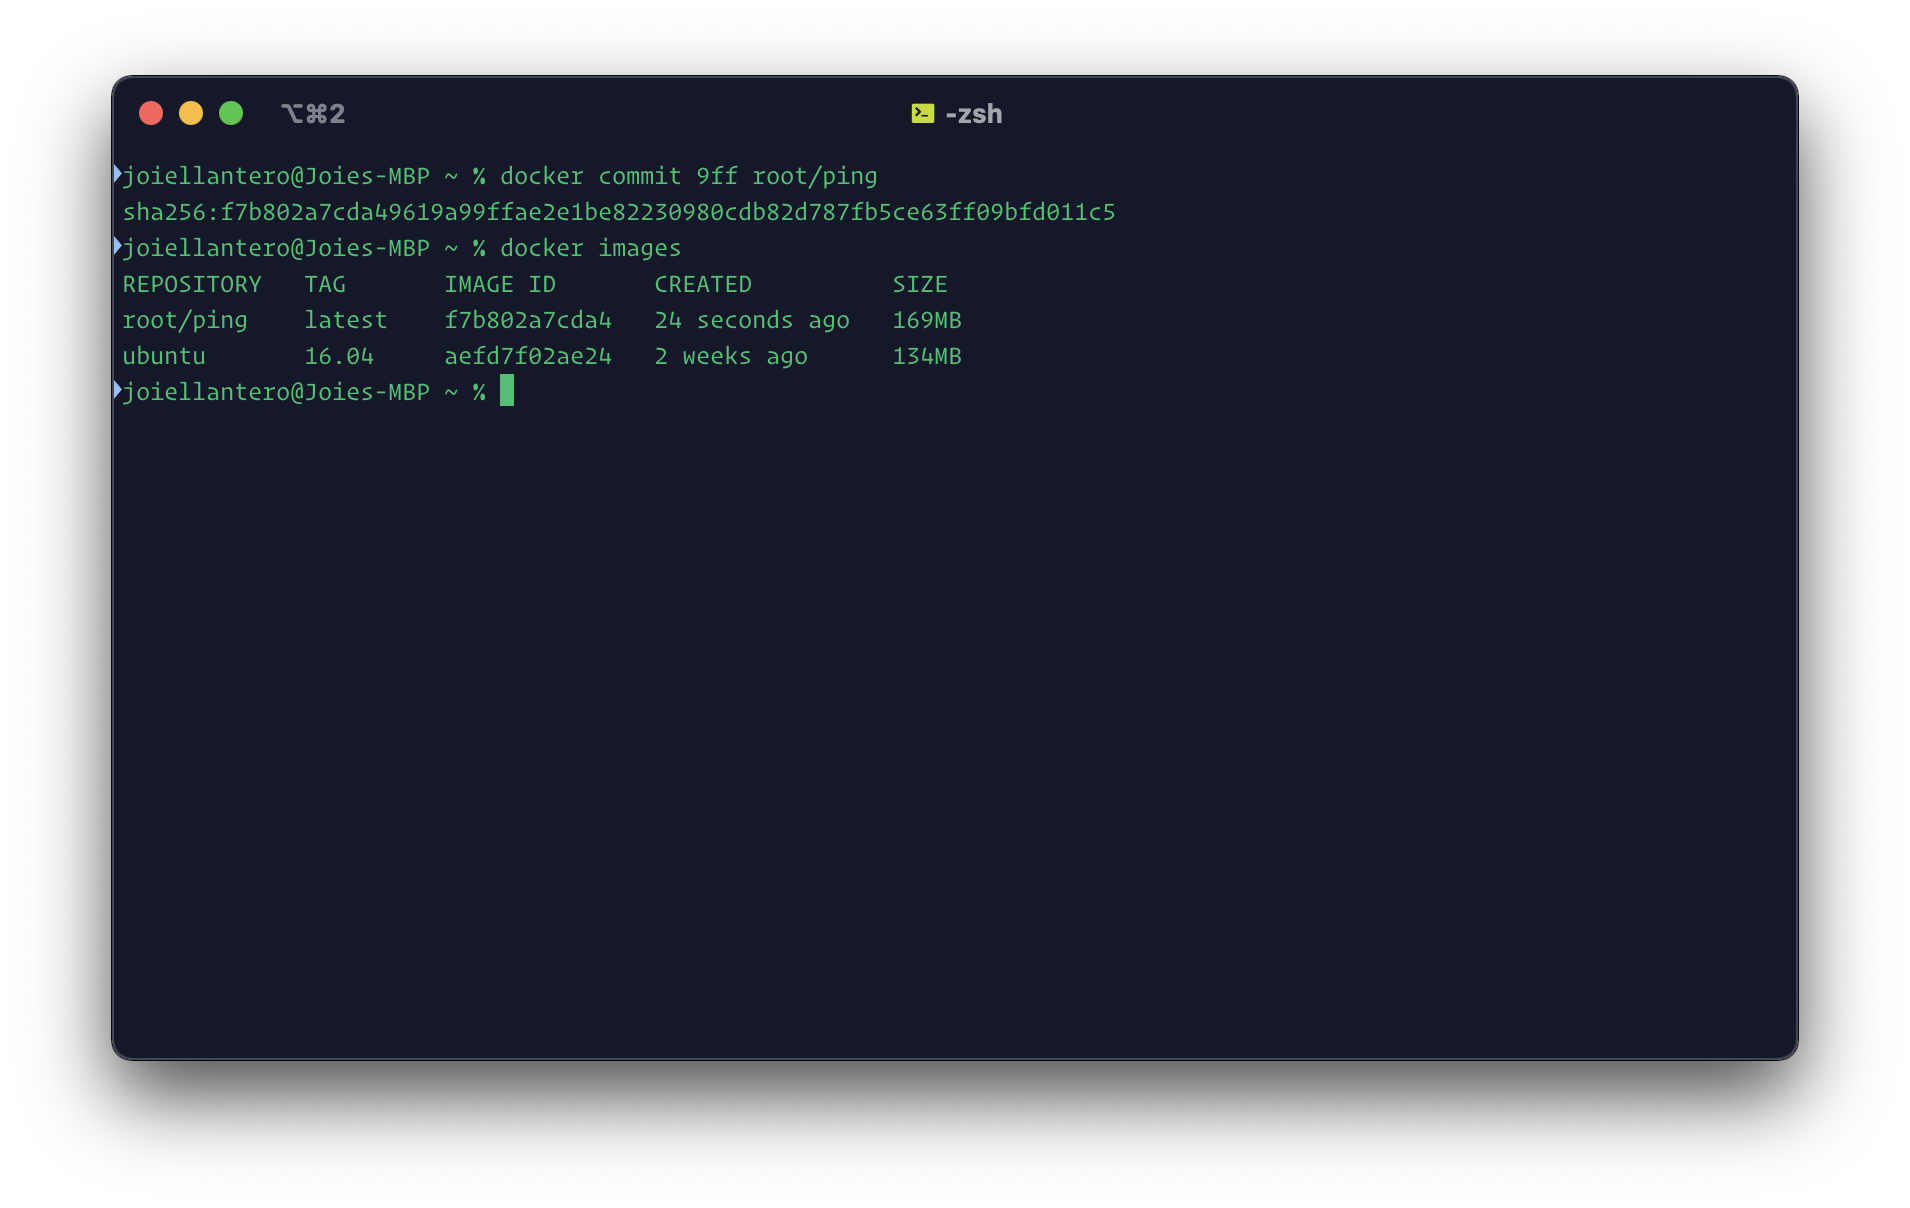 ⌥⌘2 -zsh
joiellantero@Joies-MBP ~ % docker commit 9ff root/ping
sha256:f7b802a7cda49619a99ffae2e1be82230980cdb82d787fb5ce63ff09bfd011c5
joiellantero@Joies-MBP ~ % docker images
REPOSITORY   TAG       IMAGE ID       CREATED          SIZE
root/ping    latest    f7b802a7cda4   24 seconds ago   169MB
ubuntu       16.04     aefd7f02ae24   2 weeks ago      134MB
joiellantero@Joies-MBP ~ %